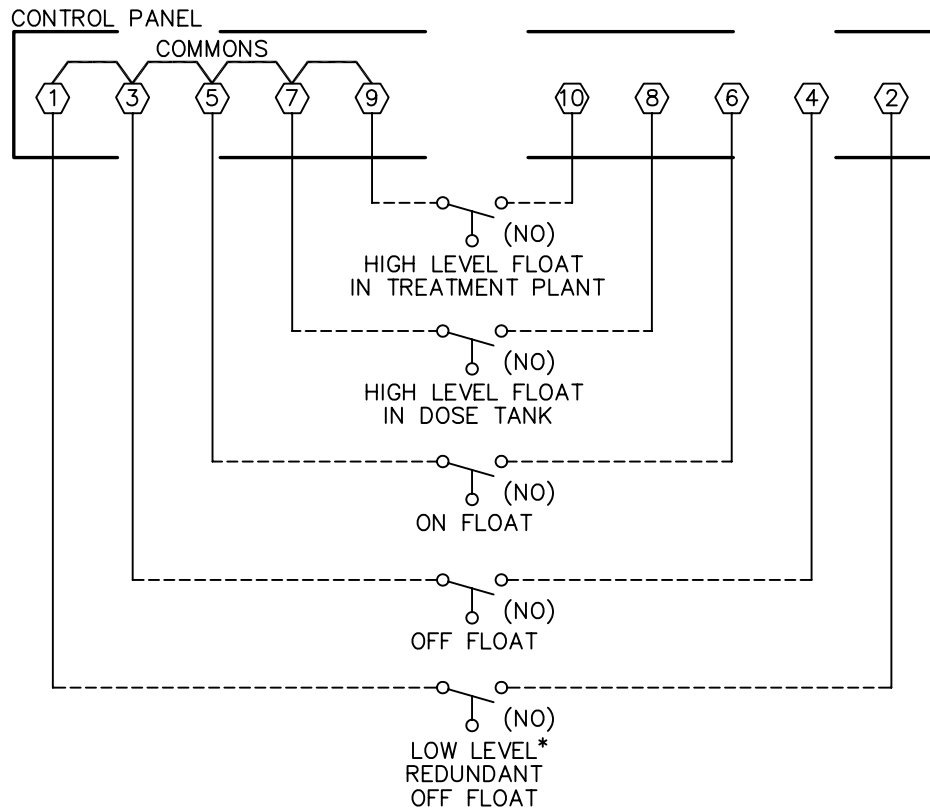 CONTROL PANEL
COMMONS
1 3 5 7 9 10 8 6 4 2
(NO)
HIGH LEVEL FLOAT
IN TREATMENT PLANT
(NO)
HIGH LEVEL FLOAT
IN DOSE TANK
(NO)
ON FLOAT
(NO)
OFF FLOAT
(NO)
LOW LEVEL*
REDUNDANT
OFF FLOAT